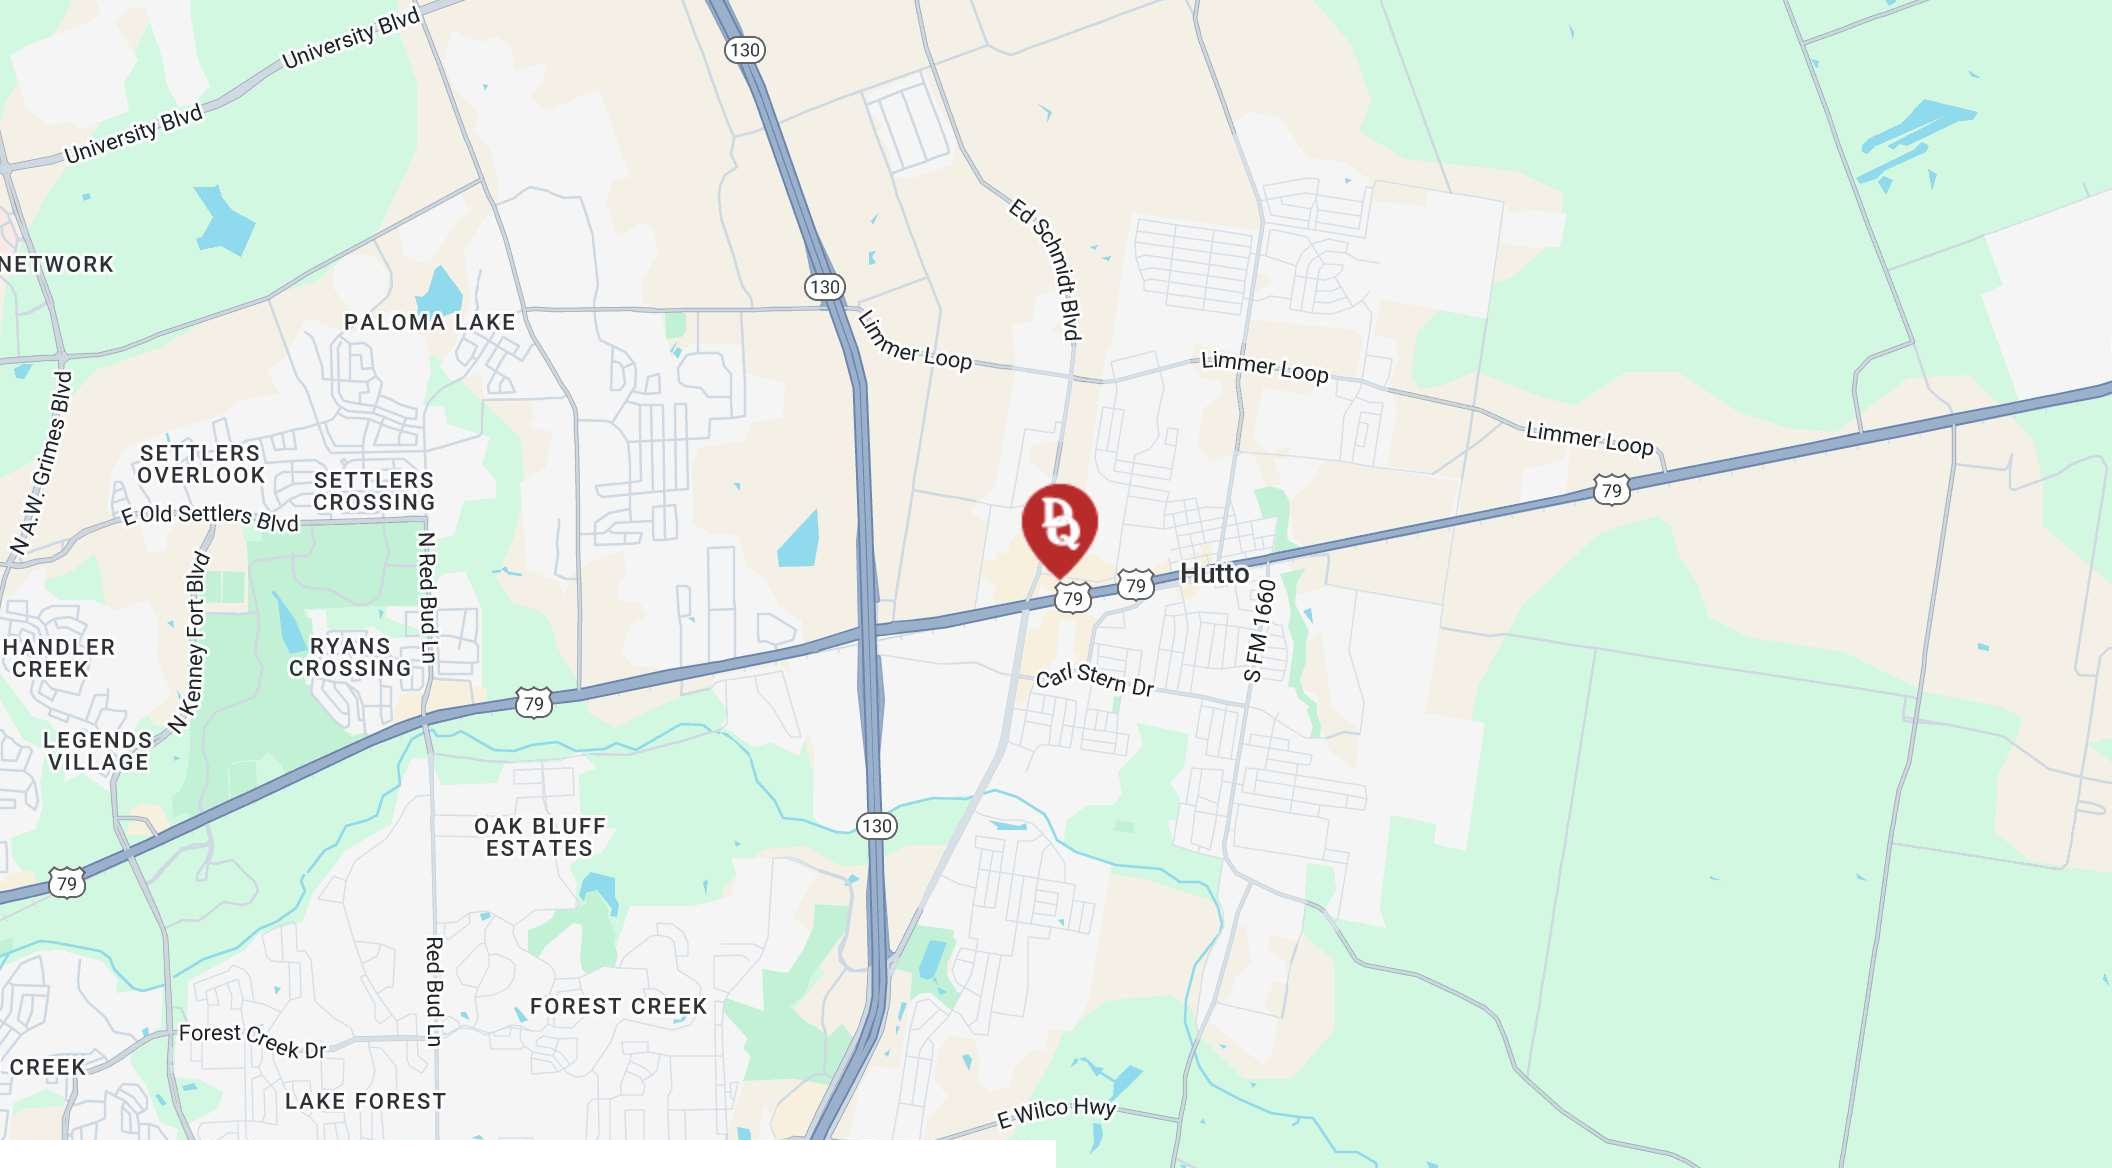 University Blvd
130
University Blvd
Ed Schmidt Blvd
NETWORK
130
PALOMA LAKE
Limmer Loop
Limmer Loop
N A.W. Grimes Blvd
Limmer Loop
SETTLERS
OVERLOOK
SETTLERS
CROSSING
79
E Old Settlers Blvd
DQ
N Red Bud Ln
N Kenney Fort Blvd
Hutto
79
79
S FM 1660
HANDLER
CREEK
RYANS
CROSSING
Carl Stern Dr
79
LEGENDS
VILLAGE
OAK BLUFF
ESTATES
130
79
Red Bud Ln
FOREST CREEK
Forest Creek Dr
CREEK
LAKE FOREST
E Wilco Hwy